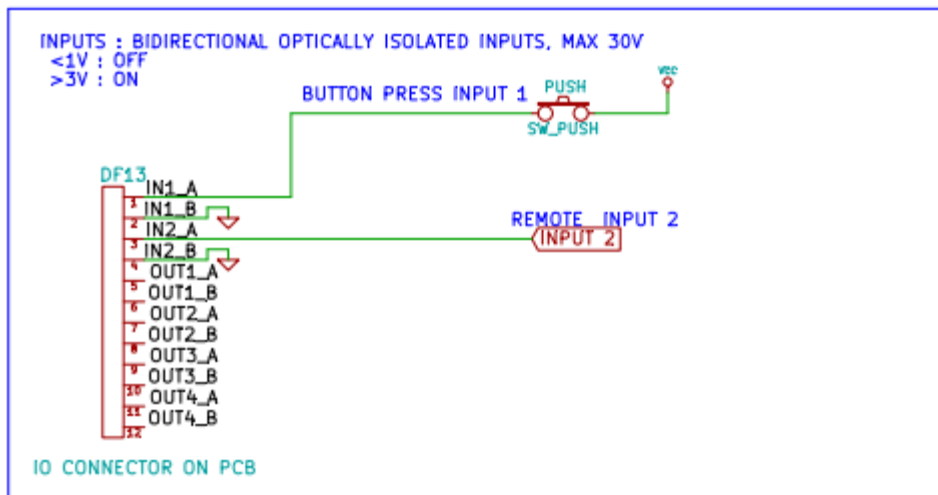 INPUTS : BIDIRECTIONAL OPTICALLY ISOLATED INPUTS, MAX 30V
<1V : OFF
>3V : ON
VCC
PUSH
BUTTON PRESS INPUT 1
SW_PUSH
DF13
IN1_A
1
IN1_B
2
IN2_A
3
IN2_B
4
REMOTE INPUT 2
INPUT 2
OUT1_A
5
OUT1_B
6
OUT2_A
7
OUT2_B
8
OUT3_A
9
OUT3_B
10
OUT4_A
11
OUT4_B
12
IO CONNECTOR ON PCB